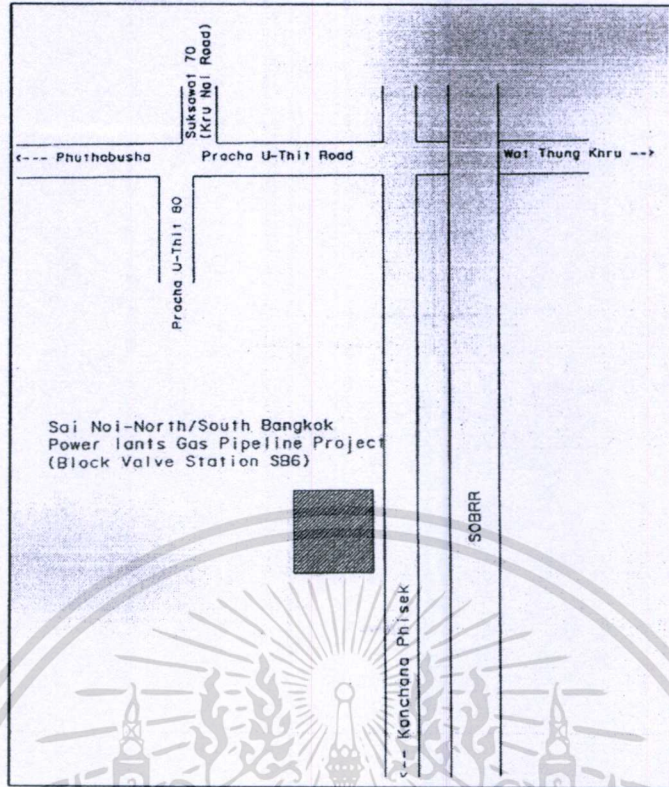 Suksawat 70
(Kru Nai Road)
<--- Phuthabusha
Pracha U-Thit Road
Wat Thung Khru -->
Pracha U-Thit 80
Sai Noi-North/South Bangkok
Power lants Gas Pipeline Project
(Block Valve Station SB6)
SOBRR
<--- Kanchana Phisek